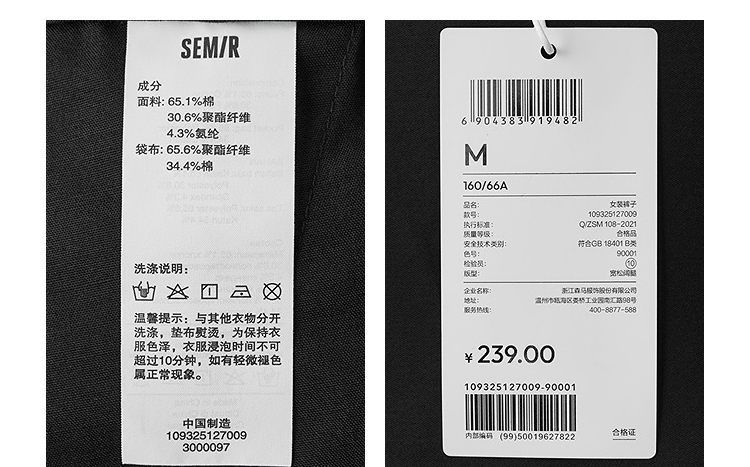 SEMIR
成分
面料: 65.1%棉
30.6%聚酯纤维
4.3%氨纶
袋布: 65.6%聚酯纤维
34.4%棉
洗涤说明:
温馨提示: 与其他衣物分开
洗涤, 垫布熨烫, 为保持衣
服色泽, 衣服浸泡时间不可
超过10分钟, 如有轻微褪色
属正常现象。
中国制造
109325127009
3000097
6 904383 919482
M
160/66A
品名: 女装裤子
款号: 109325127009
执行标准: Q/ZSM 108-2021
质量等级: 合格品
安全技术类别: 符合GB 18401 B类
色号: 90001
检验员: 10
版型: 宽松阔腿
企业名称: 浙江森马服饰股份有限公司
地址: 温州市瓯海区娄桥工业园南汇路98号
服务热线: 400-8877-588
¥ 239.00
109325127009-90001
内部编码 (99)50019627822
合格证